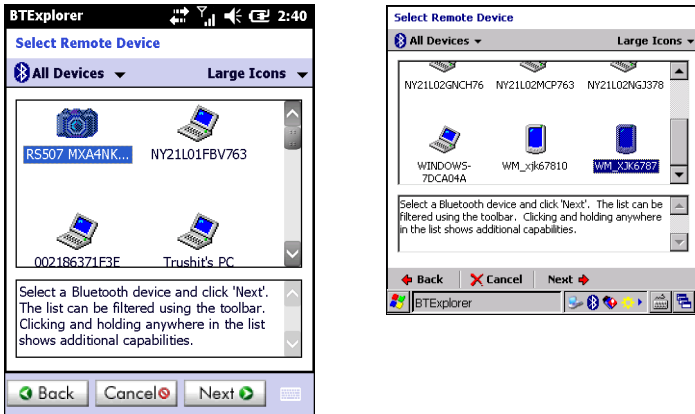 BTExplorer 2:40
Select Remote Device
All Devices Large Icons
RS507 MXA4NK... NY21L01FBV763
002186371F3E Trushit's PC
Select a Bluetooth device and click 'Next'.
The list can be filtered using the toolbar.
Clicking and holding anywhere in the list
shows additional capabilities.
Back Cancel Next
Select Remote Device
All Devices Large Icons
NY21L02GNCH76 NY21L02MCP763 NY21L02NGJ378
WINDOWS-
7DCA04A WM_xjk67810 WM_XJK6787
Select a Bluetooth device and click 'Next'. The list can be
filtered using the toolbar. Clicking and holding anywhere
in the list shows additional capabilities.
Back Cancel Next
BTExplorer